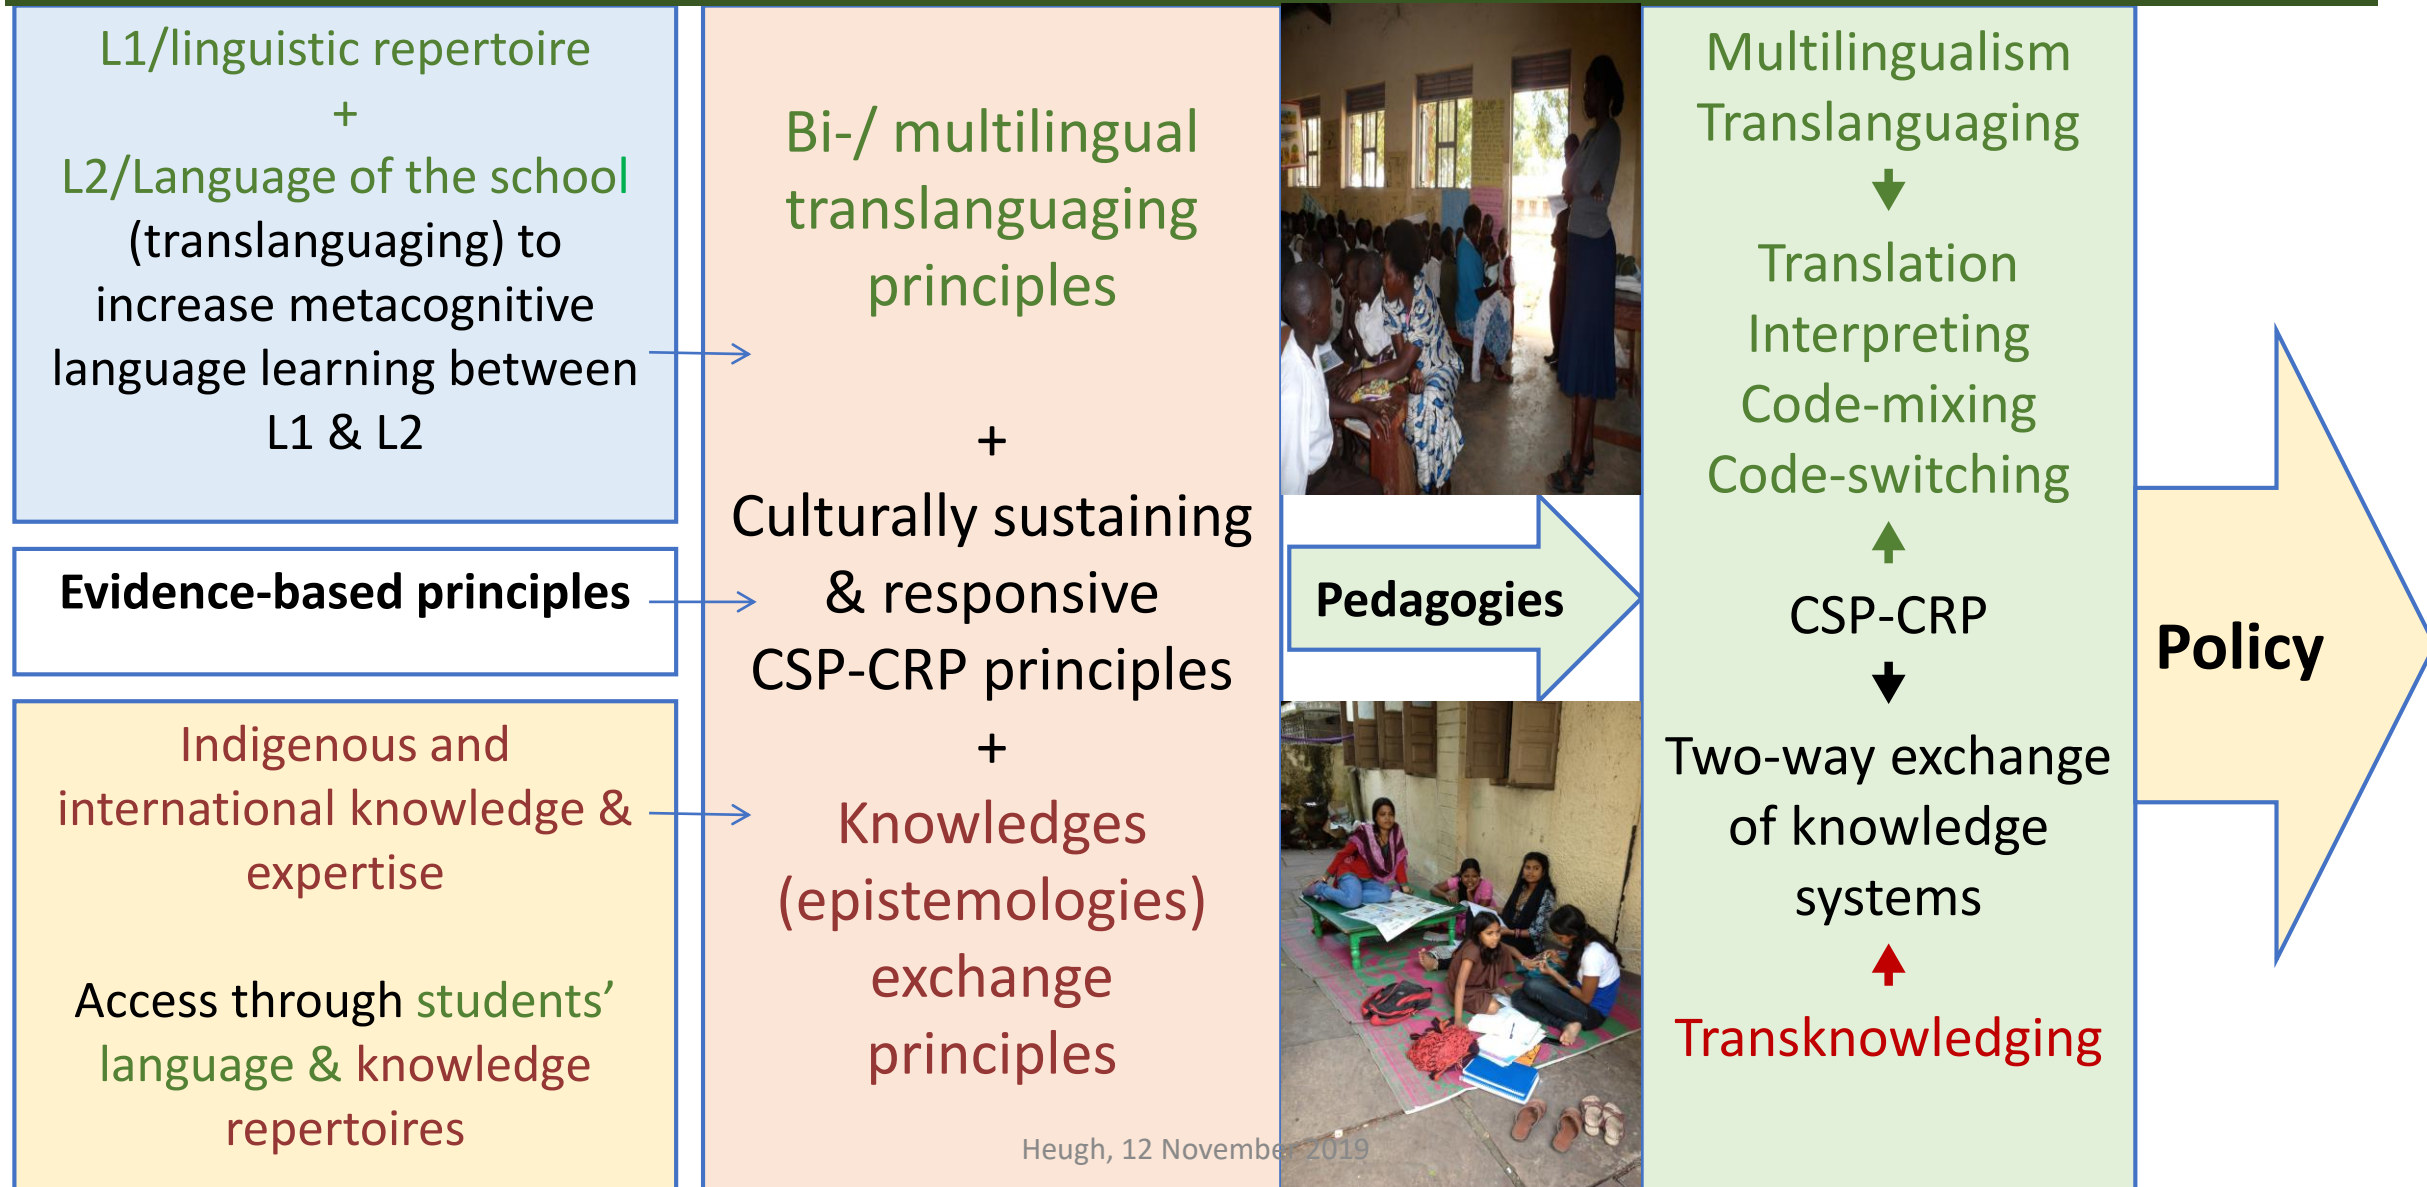 L1/linguistic repertoire
+
L2/Language of the school
(translanguaging) to
increase metacognitive
language learning between
L1 & L2
Evidence-based principles
Indigenous and
international knowledge &
expertise
Access through students’
language & knowledge
repertoires
Bi-/ multilingual
translanguaging
principles
+
Culturally sustaining
& responsive
CSP-CRP principles
+
Knowledges
(epistemologies)
exchange
principles
Pedagogies
Multilingualism
Translanguaging
Translation
Interpreting
Code-mixing
Code-switching
CSP-CRP
Two-way exchange
of knowledge
systems
Transknowledging
Policy
Heugh, 12 November 2019